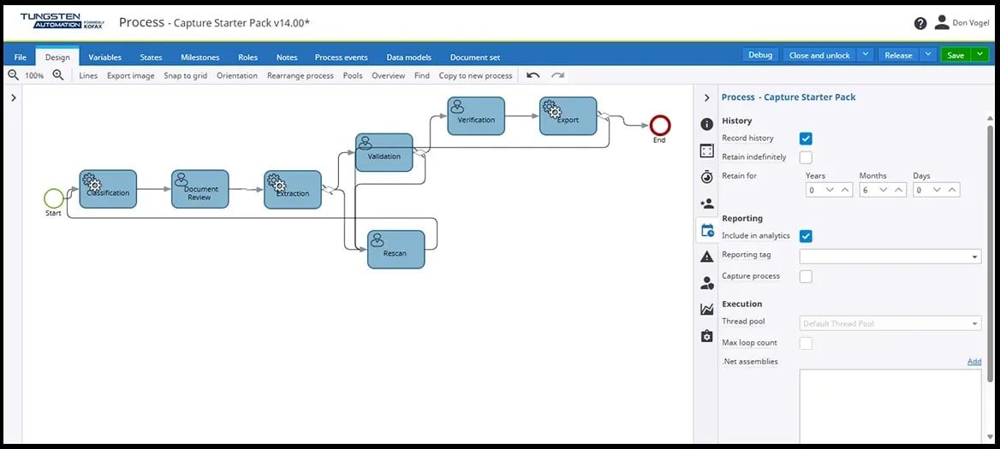 TUNGSTEN
AUTOMATION FORMERLY KOFAX
Process - Capture Starter Pack v14.00*
Don Vogel
File Design Variables States Milestones Roles Notes Process events Data models Document set Debug Close and unlock Release Save
100% Lines Export image Snap to grid Orientation Rearrange process Pools Overview Find Copy to new process
Process - Capture Starter Pack
History
Record history
Retain indefinitely
Retain for Years Months Days
0 6 0
Reporting
Include in analytics
Reporting tag
Capture process
Execution
Thread pool Default Thread Pool
Max loop count
.Net assemblies Add
Verification
Export
End
Validation
Classification
Document
Review
Extraction
Start
Rescan